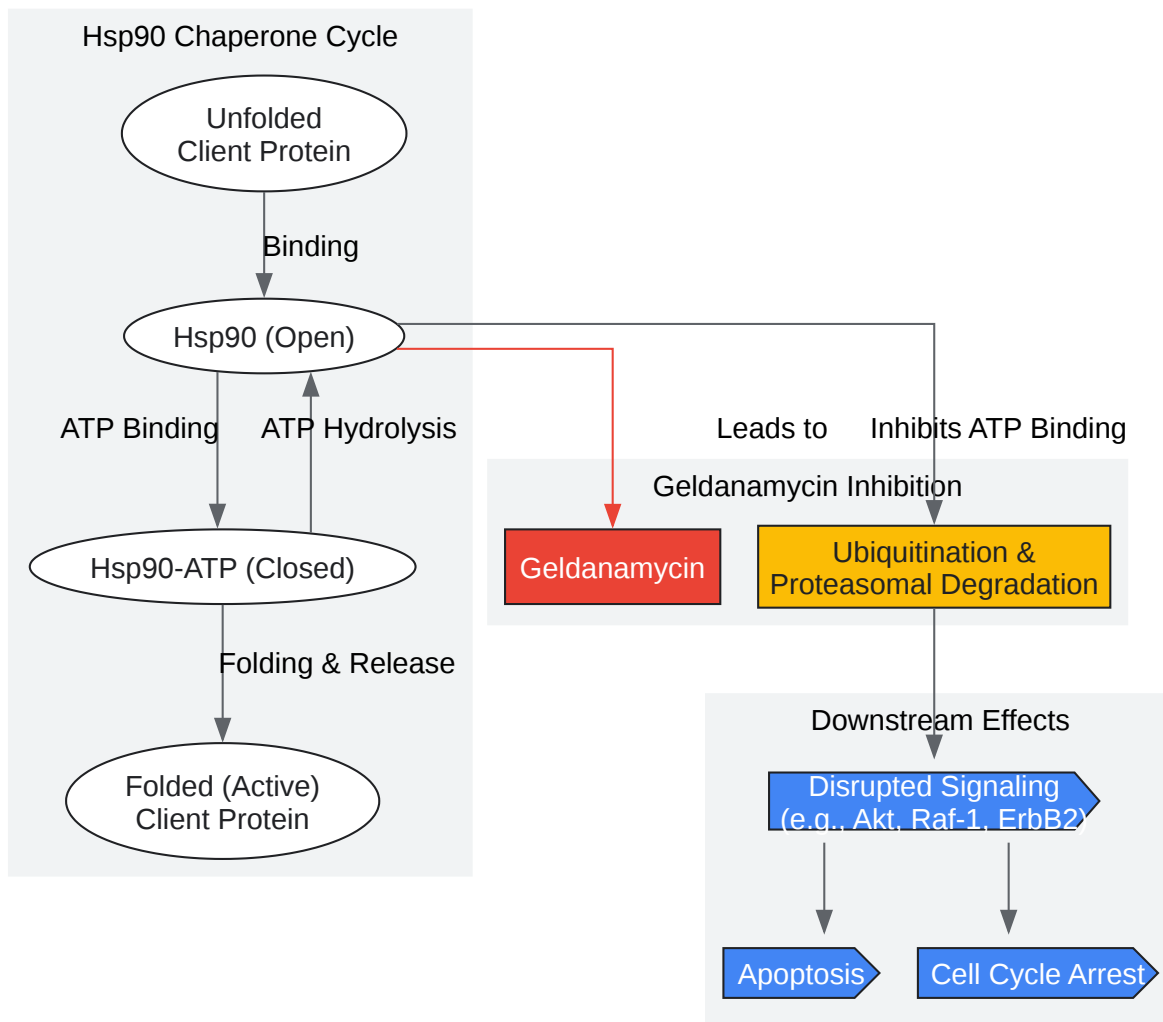 Hsp90 Chaperone Cycle
Unfolded
Client Protein
Binding
Hsp90 (Open)
ATP Binding
ATP Hydrolysis
Leads to
Inhibits ATP Binding
Geldanamycin Inhibition
Hsp90-ATP (Closed)
Geldanamycin
Ubiquitination &
Proteasomal Degradation
Folding & Release
Downstream Effects
Folded (Active)
Client Protein
Disrupted Signaling
(e.g., Akt, Raf-1, ErbB2)
Apoptosis
Cell Cycle Arrest